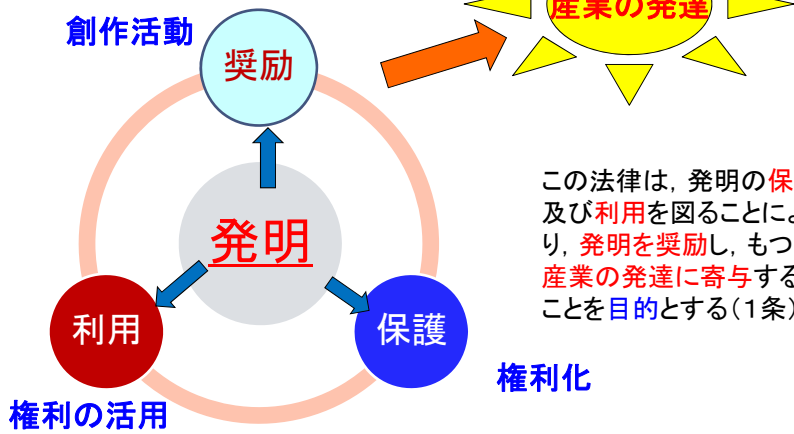 産業の発達
創作活動
奨励
発明
利用
保護
権利の活用
権利化
この法律は，発明の保
及び利用を図ることによ
り，発明を奨励し，もつ
産業の発達に寄与する
ことを目的とする（１条）